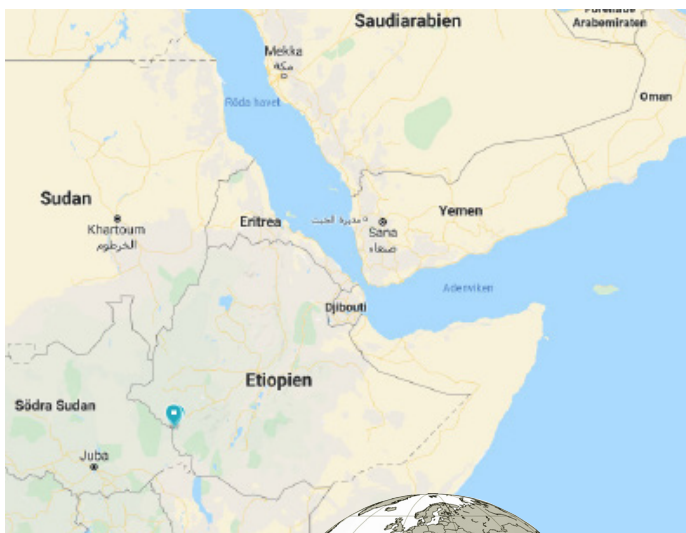 Saudiarabien
Förenade
Arabemiraten
Mekka
مكة
Oman
Röda havet
Sudan
Khartoum
الخرطوم
Eritrea
Yemen
Sana
صنعاء
Adenviken
Djibouti
Etiopien
Södra Sudan
Juba